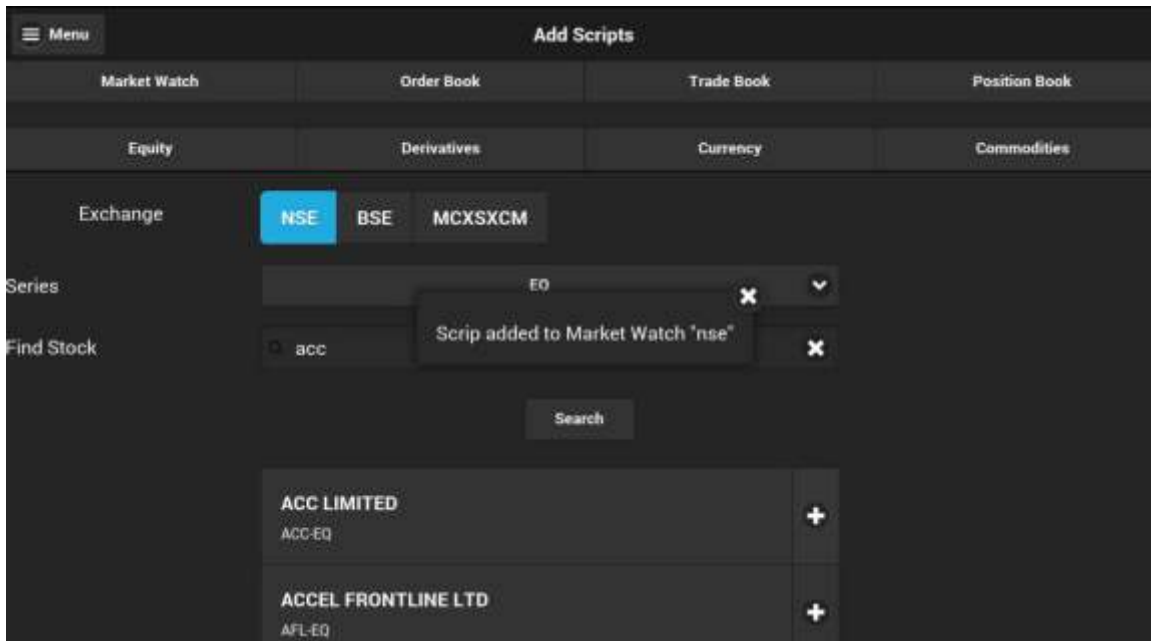 Menu
Add Scripts
Market Watch Order Book Trade Book Position Book
Equity Derivatives Currency Commodities
Exchange NSE BSE MCXSXCM
Series EQ
Scrip added to Market Watch "nse"
Find Stock acc
Search
ACC LIMITED
ACC-EQ
ACCEL FRONTLINE LTD
AFL-EQ